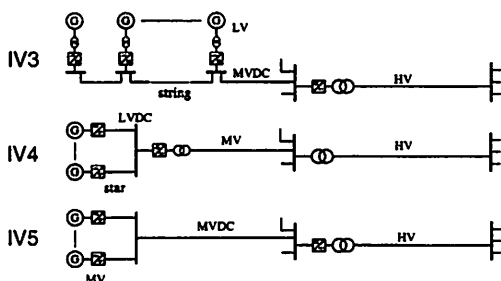 G G G LV
IV3
string MVDC HV
LVDC
IV4 G MV HV
G
star
IV5 G MVDC HV
G
MV